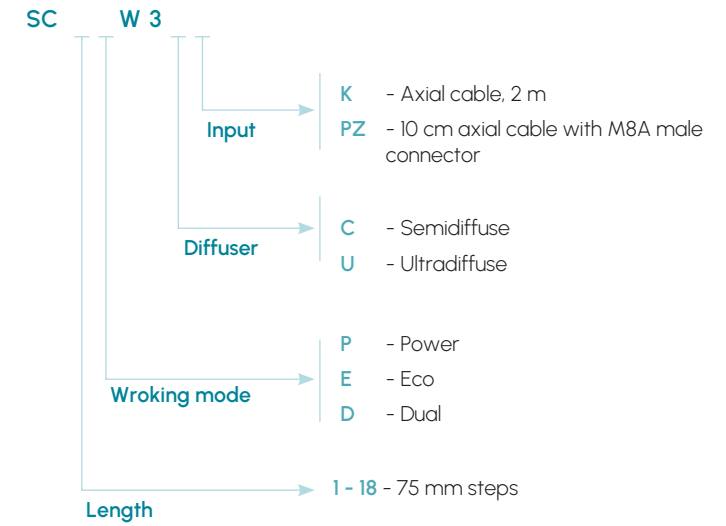 SC W 3
K - Axial cable, 2 m
Input
PZ - 10 cm axial cable with M8A male
connector
C - Semidiffuse
Diffuser
U - Ultradiffuse
P - Power
E - Eco
Wroking mode
D - Dual
1 - 18 - 75 mm steps
Length